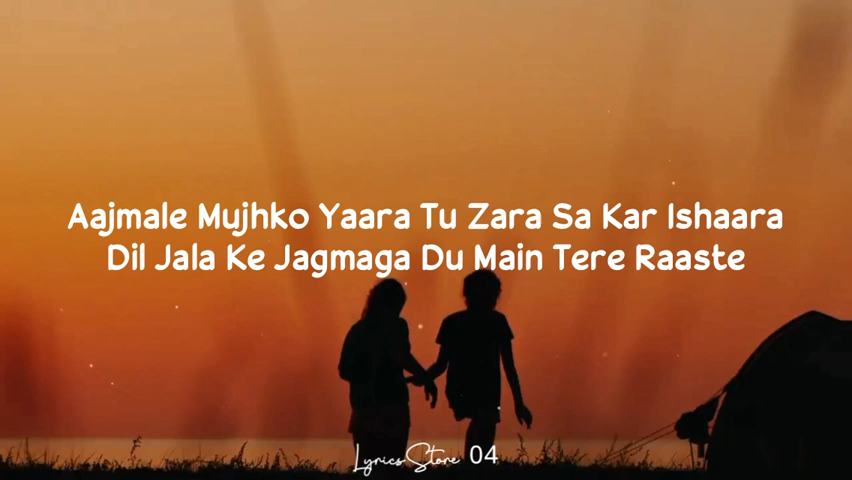 Aajmale Mujhko Yaara Tu Zara Sa Kar Ishaara
Dil Jala Ke Jagmaga Du Main Tere Raaste
Lyrics Store 04